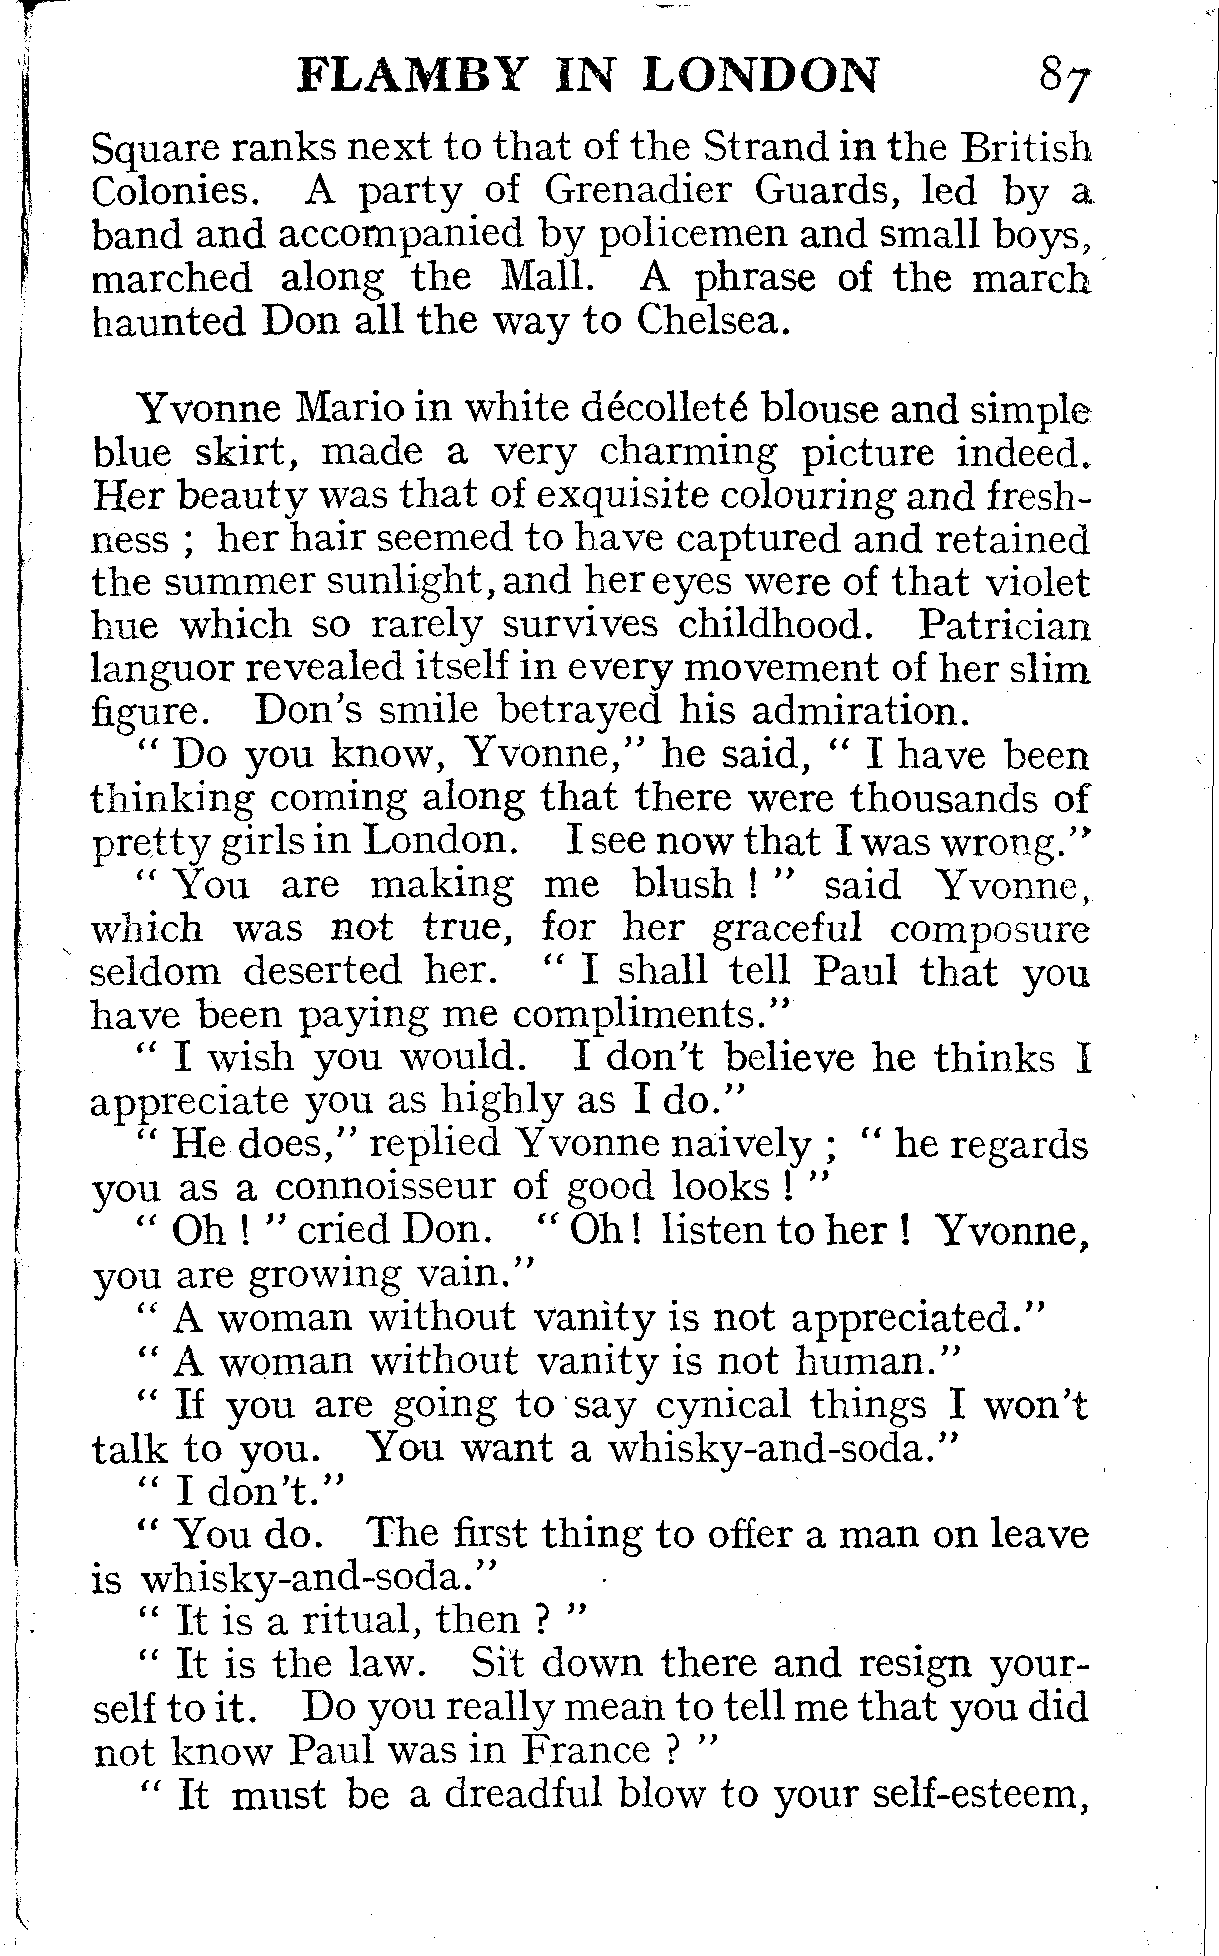 FLAMBY IN LONDON 87
Square ranks next to that of the Strand in the British
Colonies. A party of Grenadier Guards, led by a
band and accompanied by policemen and small boys,
marched along the Mall. A phrase of the march
haunted Don all the way to Chelsea.
Yvonne Mario in white décolleté blouse and simple
blue skirt, made a very charming picture indeed.
Her beauty was that of exquisite colouring and fresh-
ness ; her hair seemed to have captured and retained
the summer sunlight, and her eyes were of that violet
hue which so rarely survives childhood. Patrician
languor revealed itself in every movement of her slim
figure. Don's smile betrayed his admiration.
“ Do you know, Yvonne,” he said, “ I have been
thinking coming along that there were thousands of
pretty girls in London. I see now that I was wrong.”
“ You are making me blush ! ” said Yvonne,
which was not true, for her graceful composure
seldom deserted her. “ I shall tell Paul that you
have been paying me compliments.”
“ I wish you would. I don't believe he thinks I
appreciate you as highly as I do.”
“ He does,” replied Yvonne naïvely ; “ he regards
you as a connoisseur of good looks ! ”
“ Oh ! ” cried Don. “ Oh ! listen to her ! Yvonne,
you are growing vain.”
“ A woman without vanity is not appreciated.”
“ A woman without vanity is not human.”
“ If you are going to say cynical things I won't
talk to you. You want a whisky-and-soda.”
“ I don't.”
“ You do. The first thing to offer a man on leave
is whisky-and-soda.”
“ It is a ritual, then ? ”
“ It is the law. Sit down there and resign your-
self to it. Do you really mean to tell me that you did
not know Paul was in France ? ”
“ It must be a dreadful blow to your self-esteem,